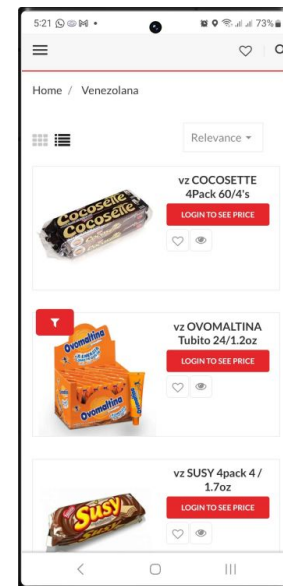 5:21
73%
Home / Venezolana
Relevance
vz COCOSETTE
4Pack 60/4's
LOGIN TO SEE PRICE
COCOSETTE
COCOSETTE
vz OVOMALTINA
Tubito 24/1.2oz
LOGIN TO SEE PRICE
Ovomaltina
Ovomaltina
vz SUSY 4pack 4 /
1.7oz
LOGIN TO SEE PRICE
Susy